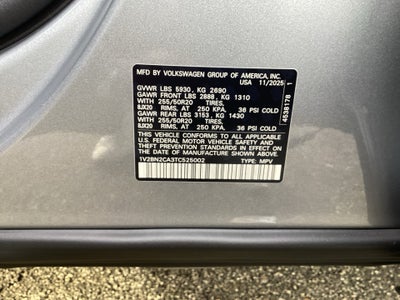 MFD. BY VOLKSWAGEN GROUP OF AMERICA, INC.
USA 11/2025
GVWR LBS 5930, KG 2690
GAWR FRONT LBS 2888, KG 1310
WITH 255/50R20 TIRES,
8JX20 RIMS, AT 250 KPA, 36 PSI COLD
GAWR REAR LBS 3153, KG 1430
WITH 255/50R20 TIRES,
8JX20 RIMS, AT 250 KPA, 36 PSI COLD
THIS VEHICLE CONFORMS TO ALL APPLICABLE
U.S. FEDERAL MOTOR VEHICLE SAFETY
AND THEFT PREVENTION STANDARDS IN EFFECT ON THE
DATE OF MANUFACTURE SHOWN ABOVE.
1V2BN2CA3TC525002 TYPE: MPV
4538178 1